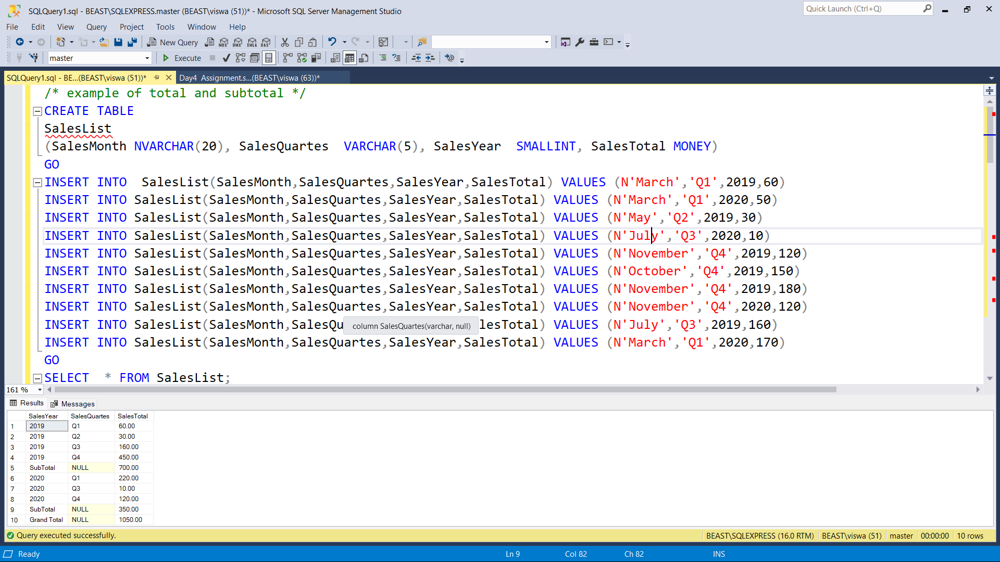 SQLQuery1.sql - BEAST\SQLEXPRESS.master (BEAST\viswa (51))* - Microsoft SQL Server Management Studio
Quick Launch (Ctrl+Q)
File Edit View Query Project Tools Window Help
New Query MDX DMX XMLA DAX
master Execute
SQLQuery1.sql - BE...(BEAST\viswa (51))* Day4 Assignment.s...(BEAST\viswa (63))*
/* example of total and subtotal */
CREATE TABLE
SalesList
(SalesMonth NVARCHAR(20), SalesQuartes  VARCHAR(5), SalesYear  SMALLINT, SalesTotal MONEY)
GO
INSERT INTO  SalesList(SalesMonth,SalesQuartes,SalesYear,SalesTotal) VALUES (N'March','Q1',2019,60)
INSERT INTO SalesList(SalesMonth,SalesQuartes,SalesYear,SalesTotal) VALUES (N'March','Q1',2020,50)
INSERT INTO SalesList(SalesMonth,SalesQuartes,SalesYear,SalesTotal) VALUES (N'May','Q2',2019,30)
INSERT INTO SalesList(SalesMonth,SalesQuartes,SalesYear,SalesTotal) VALUES (N'July','Q3',2020,10)
INSERT INTO SalesList(SalesMonth,SalesQuartes,SalesYear,SalesTotal) VALUES (N'November','Q4',2019,120)
INSERT INTO SalesList(SalesMonth,SalesQuartes,SalesYear,SalesTotal) VALUES (N'October','Q4',2019,150)
INSERT INTO SalesList(SalesMonth,SalesQuartes,SalesYear,SalesTotal) VALUES (N'November','Q4',2019,180)
INSERT INTO SalesList(SalesMonth,SalesQuartes,SalesYear,SalesTotal) VALUES (N'November','Q4',2020,120)
INSERT INTO SalesList(SalesMonth,SalesQu column SalesQuartes(varchar, null) lesTotal) VALUES (N'July','Q3',2019,160)
INSERT INTO SalesList(SalesMonth,SalesQuartes,SalesYear,SalesTotal) VALUES (N'March','Q1',2020,170)
GO
SELECT  * FROM SalesList;
161 %
Results Messages
SalesYear SalesQuartes SalesTotal
1 2019 Q1 60.00
2 2019 Q2 30.00
3 2019 Q3 160.00
4 2019 Q4 450.00
5 SubTotal NULL 700.00
6 2020 Q1 220.00
7 2020 Q3 10.00
8 2020 Q4 120.00
9 SubTotal NULL 350.00
10 Grand Total NULL 1050.00
Query executed successfully. BEAST\SQLEXPRESS (16.0 RTM) BEAST\viswa (51) master 00:00:00 10 rows
Ready Ln 9 Col 82 Ch 82 INS